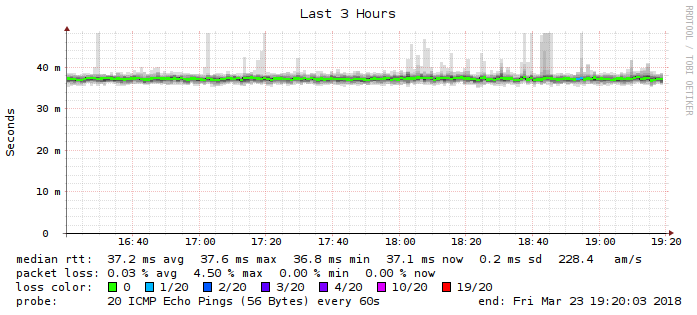 Last 3 Hours
RRDTOOL / TOBI OETIKER
Seconds
40 m
30 m
20 m
10 m
0
16:40 17:00 17:20 17:40 18:00 18:20 18:40 19:00 19:20
median rtt: 37.2 ms avg 37.6 ms max 36.8 ms min 37.1 ms now 0.2 ms sd 228.4 am/s
packet loss: 0.03 % avg 4.50 % max 0.00 % min 0.00 % now
loss color: 0 1/20 2/20 3/20 4/20 10/20 19/20
probe: 20 ICMP Echo Pings (56 Bytes) every 60s end: Fri Mar 23 19:20:03 2018